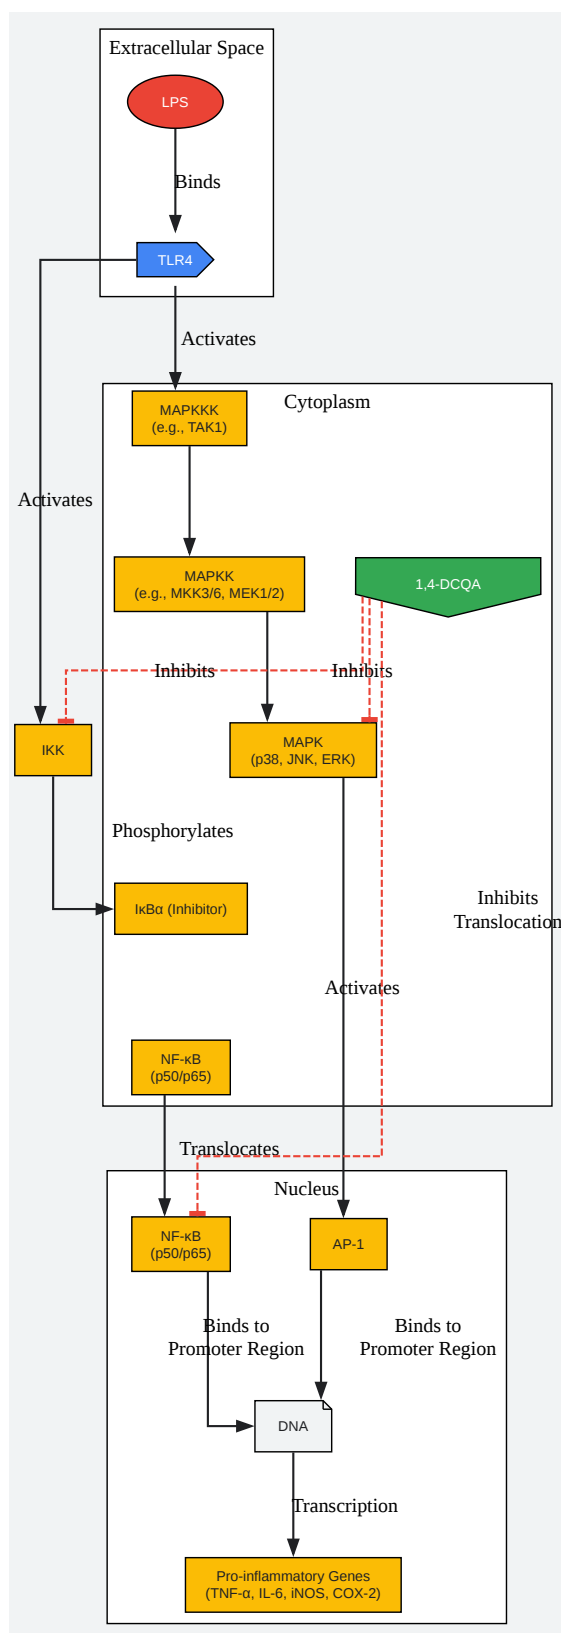 Extracellular Space
LPS
Binds
TLR4
Activates
Cytoplasm
MAPKKK
(e.g., TAK1)
Activates
MAPKK
(e.g., MKK3/6, MEK1/2)
1,4-DCQA
Inhibits
Inhibits
IKK
MAPK
(p38, JNK, ERK)
Phosphorylates
IκBα (Inhibitor)
Inhibits
Translocation
Activates
NF-κB
(p50/p65)
Translocates
Nucleus
NF-κB
(p50/p65)
AP-1
Binds to
Promoter Region
Binds to
Promoter Region
DNA
Transcription
Pro-inflammatory Genes
(TNF-α, IL-6, iNOS, COX-2)